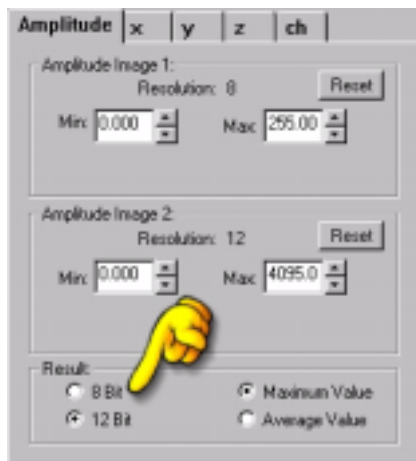 Amplitude x y z ch
Amplitude Image 1:
Resolution: 8 Reset
Min: 0.000 Max: 255.00
Amplitude Image 2:
Resolution: 12 Reset
Min: 0.000 Max: 4095.0
Result:
8 Bit Maximum Value
12 Bit Average Value